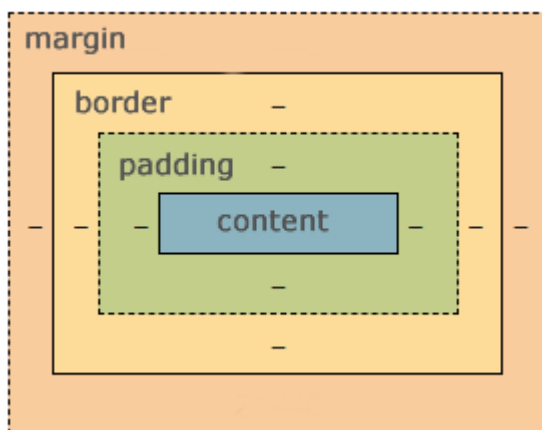 margin
border
–
padding
–
– – – content – – –
–
–